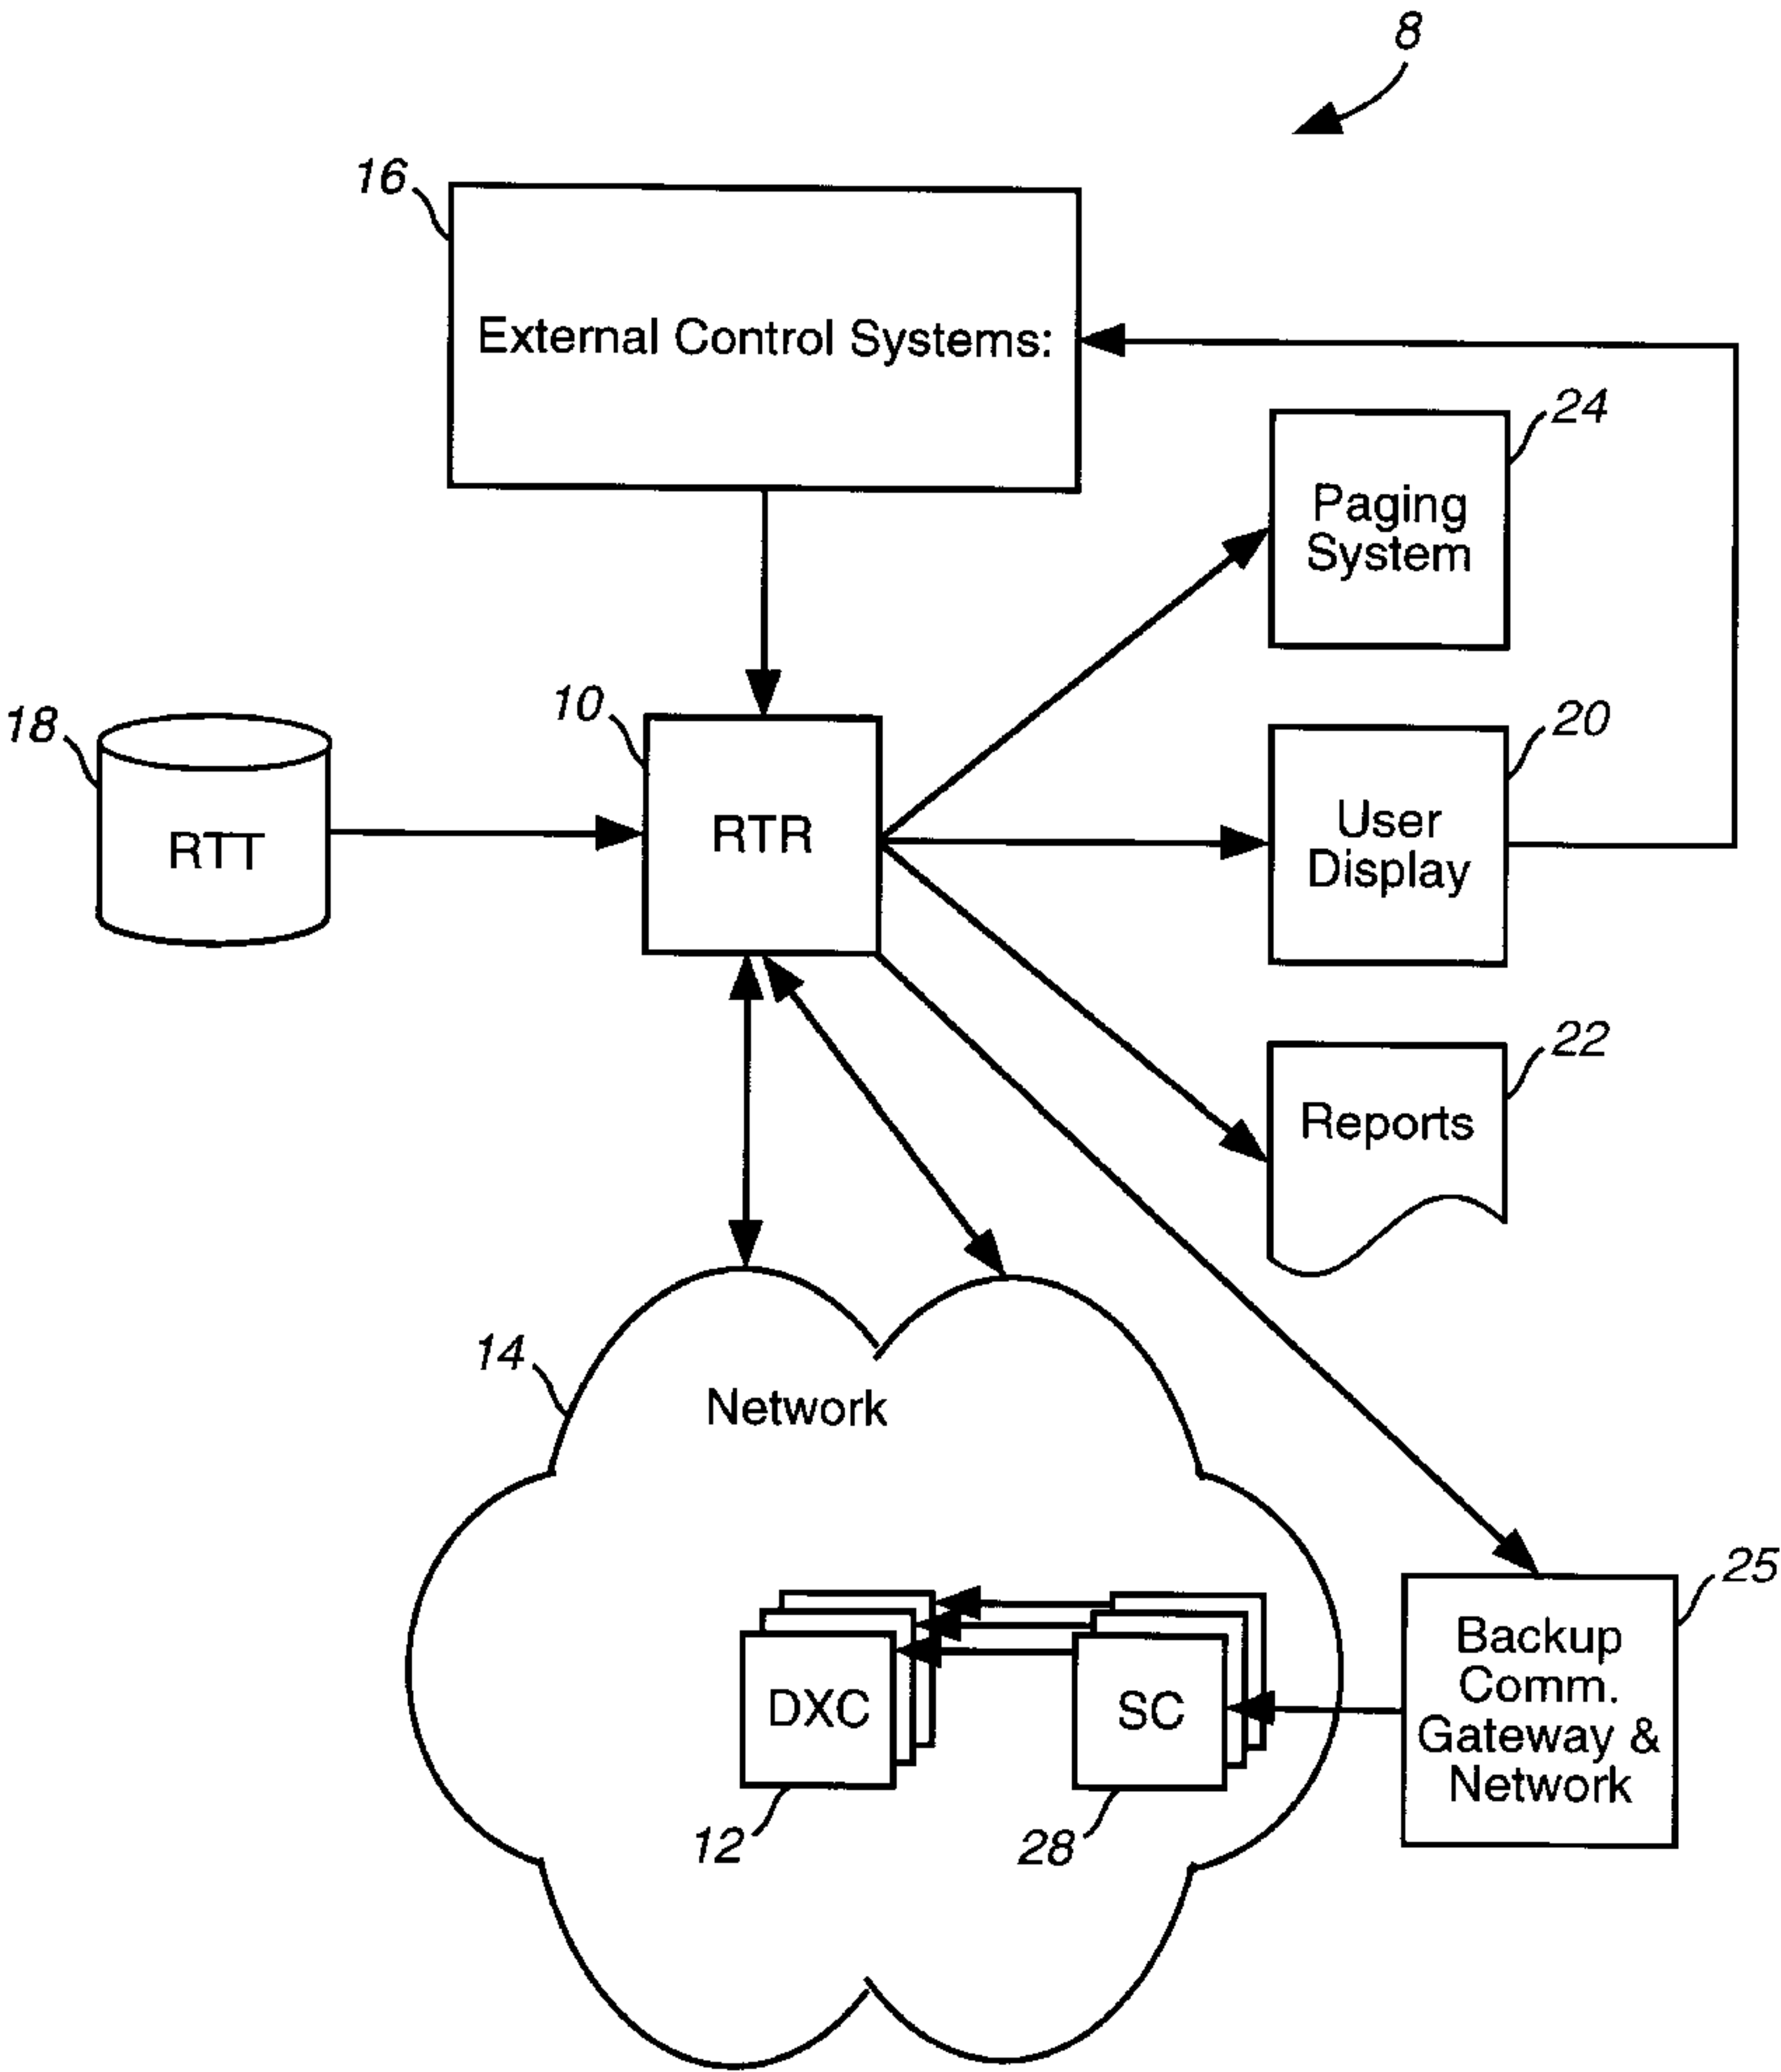 8
16
External Control Systems:
24
Paging
System
18
RTT
10
RTR
20
User
Display
22
Reports
14
Network
25
Backup
Comm.
Gateway &
Network
DXC
SC
12
28